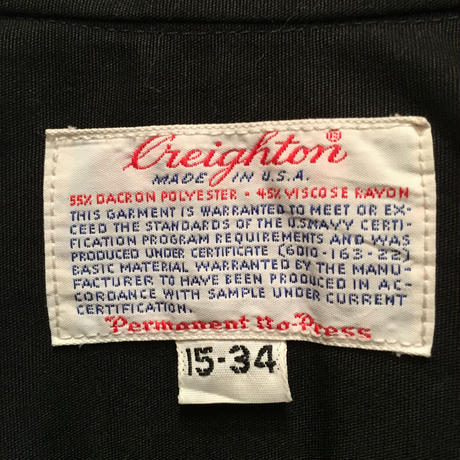 Creighton
MADE IN U.S.A.
55% DACRON POLYESTER · 45% VISCOSE RAYON
THIS GARMENT IS WARRANTED TO MEET OR EX-
CEED THE STANDARDS OF THE U.S.NAVY CERTI-
FICATION PROGRAM REQUIREMENTS AND WAS
PRODUCED UNDER CERTIFICATE (6010-163-22)
BASIC MATERIAL WARRANTED BY THE MANU-
FACTURER TO HAVE BEEN PRODUCED IN AC-
CORDANCE WITH SAMPLE UNDER CURRENT
CERTIFICATION.
Permanent No-Press
15-34